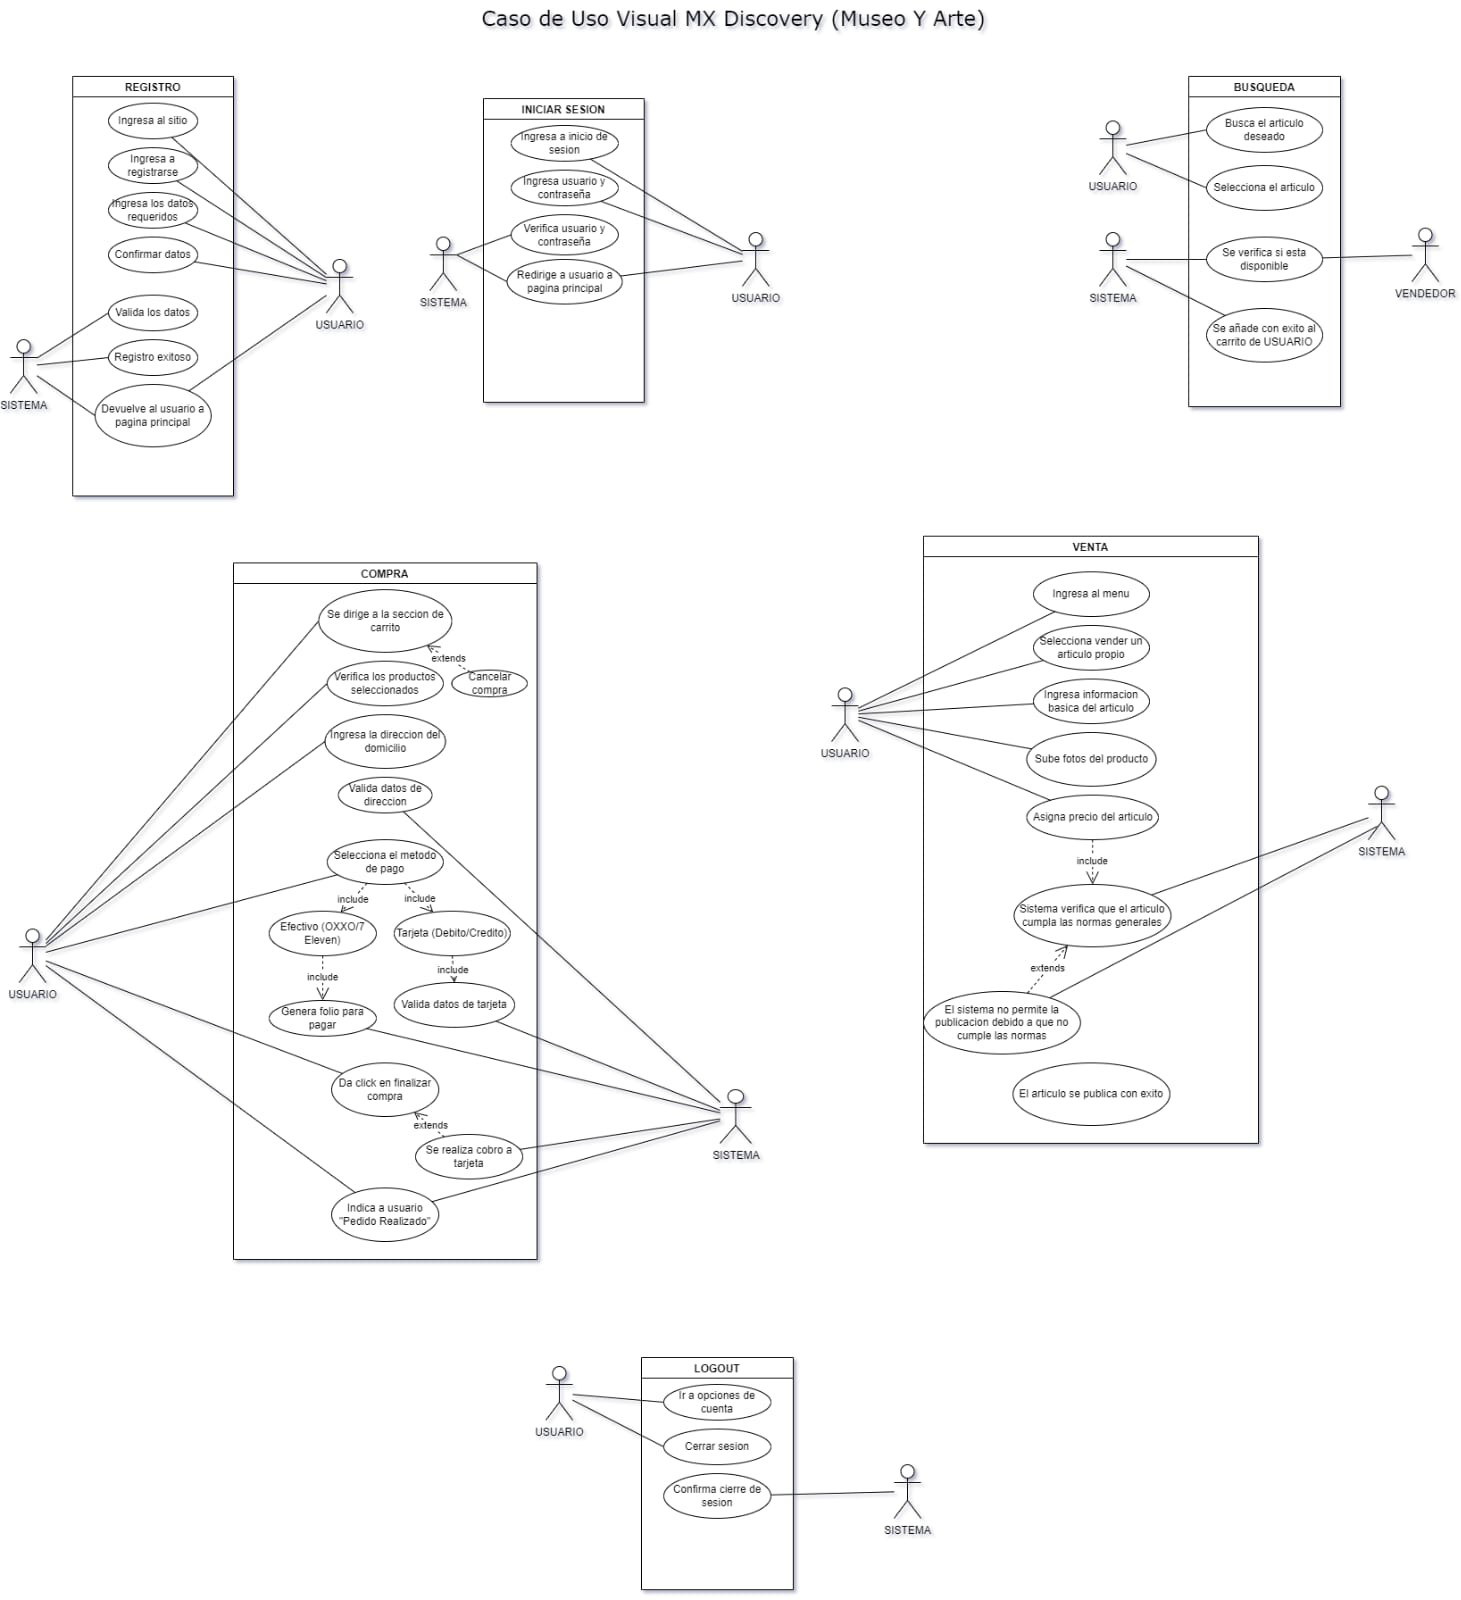 Caso de Uso Visual MX Discovery (Museo Y Arte)
REGISTRO
Ingresa al sitio
Ingresa a
registrarse
Ingresa los datos
requeridos
Confirmar datos
Valida los datos
Registro exitoso
Devuelve al usuario a
pagina principal
SISTEMA
USUARIO
INICIAR SESION
Ingresa a inicio de
sesion
Ingresa usuario y
contraseña
Verifica usuario y
contraseña
Redirige a usuario a
pagina principal
SISTEMA
USUARIO
BUSQUEDA
Busca el articulo
deseado
Selecciona el articulo
Se verifica si esta
disponible
Se añade con exito al
carrito de USUARIO
USUARIO
SISTEMA
VENDEDOR
COMPRA
Se dirige a la seccion de
carrito
extends
Cancelar
compra
Verifica los productos
seleccionados
Ingresa la direccion del
domicilio
Valida datos de
direccion
Selecciona el metodo
de pago
include
include
Efectivo (OXXO/7
Eleven)
Tarjeta (Debito/Credito)
include
include
Genera folio para
pagar
Valida datos de tarjeta
Da click en finalizar
compra
extends
Se realiza cobro a
tarjeta
Indica a usuario
"Pedido Realizado"
USUARIO
SISTEMA
VENTA
Ingresa al menu
Selecciona vender un
articulo propio
Ingresa informacion
basica del articulo
Sube fotos del producto
Asigna precio del articulo
include
Sistema verifica que el articulo
cumpla las normas generales
extends
El sistema no permite la
publicacion debido a que no
cumple las normas
El articulo se publica con exito
USUARIO
SISTEMA
LOGOUT
Ir a opciones de
cuenta
Cerrar sesion
Confirma cierre de
sesion
USUARIO
SISTEMA